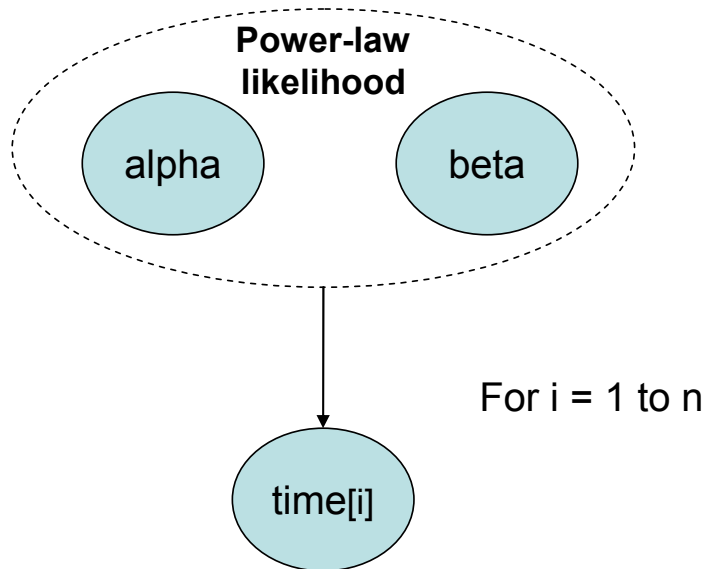 Power-law
likelihood
alpha
beta
For i = 1 to n
time[i]